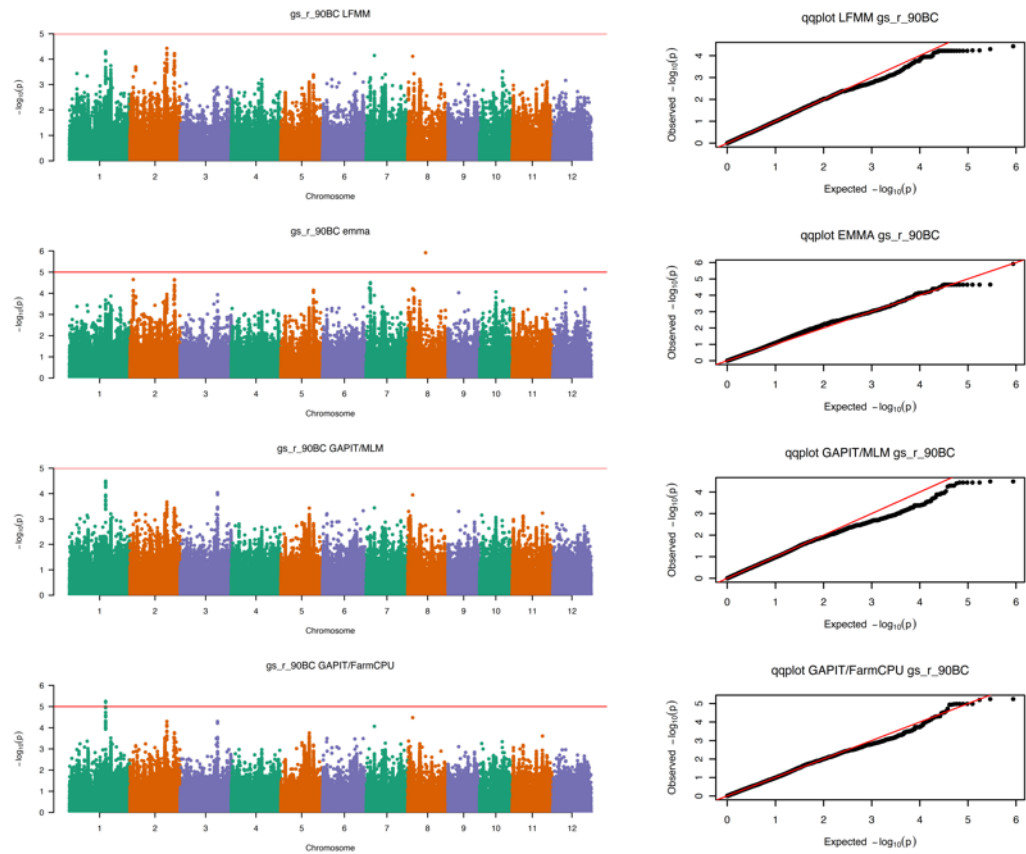 gs_r_90BC LFMM
5
4
3
2
1
0
−log10(p)
1 2 3 4 5 6 7 8 9 10 11 12
Chromosome
qqplot LFMM gs_r_90BC
4
3
2
1
0
Observed −log10(p)
0 1 2 3 4 5 6
Expected −log10(p)
gs_r_90BC emma
6
5
4
3
2
1
0
−log10(p)
1 2 3 4 5 6 7 8 9 10 11 12
Chromosome
qqplot EMMA gs_r_90BC
6
5
4
3
2
1
0
Observed −log10(p)
0 1 2 3 4 5 6
Expected −log10(p)
gs_r_90BC GAPIT/MLM
5
4
3
2
1
0
−log10(p)
1 2 3 4 5 6 7 8 9 10 11 12
Chromosome
qqplot GAPIT/MLM gs_r_90BC
4
3
2
1
0
Observed −log10(p)
0 1 2 3 4 5 6
Expected −log10(p)
gs_r_90BC GAPIT/FarmCPU
6
5
4
3
2
1
0
−log10(p)
1 2 3 4 5 6 7 8 9 10 11 12
Chromosome
qqplot GAPIT/FarmCPU gs_r_90BC
5
4
3
2
1
0
Observed −log10(p)
0 1 2 3 4 5 6
Expected −log10(p)